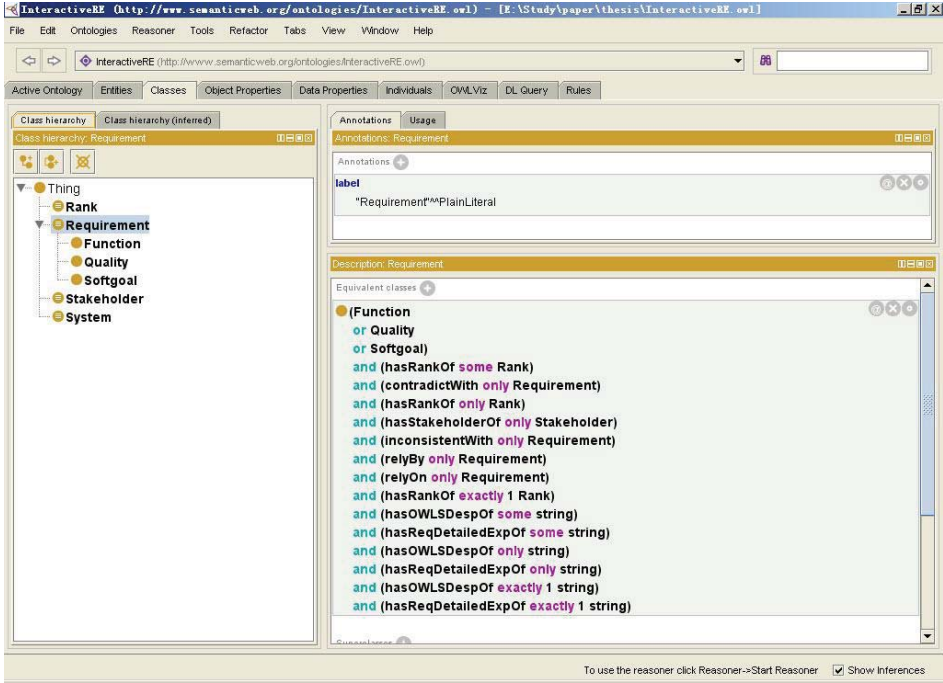 InteractiveRE (http://www.semanticweb.org/ontologies/InteractiveRE.owl) - [E:\Study\paper\thesis\InteractiveRE.owl]
File Edit Ontologies Reasoner Tools Refactor Tabs View Window Help
InteractiveRE (http://www.semanticweb.org/ontologies/InteractiveRE.owl)
Active Ontology Entities Classes Object Properties Data Properties Individuals OWLViz DL Query Rules
Class hierarchy Class hierarchy (inferred)
Class hierarchy: Requirement
Thing
Rank
Requirement
Function
Quality
Softgoal
Stakeholder
System
Annotations Usage
Annotations: Requirement
Annotations
label
"Requirement"^^PlainLiteral
Description: Requirement
Equivalent classes
(Function
or Quality
or Softgoal)
and (hasRankOf some Rank)
and (contradictWith only Requirement)
and (hasRankOf only Rank)
and (hasStakeholderOf only Stakeholder)
and (inconsistentWith only Requirement)
and (relyBy only Requirement)
and (relyOn only Requirement)
and (hasRankOf exactly 1 Rank)
and (hasOWLSDespOf some string)
and (hasReqDetailedExpOf some string)
and (hasOWLSDespOf only string)
and (hasReqDetailedExpOf only string)
and (hasOWLSDespOf exactly 1 string)
and (hasReqDetailedExpOf exactly 1 string)
Superclasses
To use the reasoner click Reasoner->Start Reasoner Show Inferences